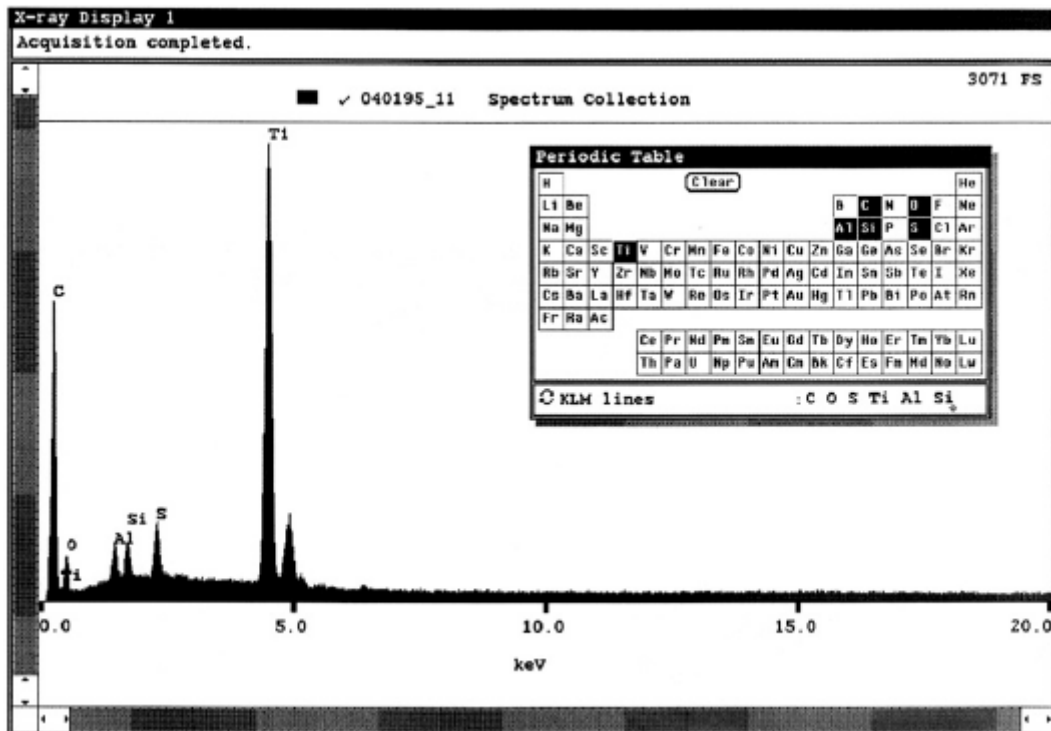 X-ray Display 1
Acquisition completed.
3071 FS
✓ 040195_11 Spectrum Collection
Ti
C
Si S
Al
O
Ti
Periodic Table
H Clear He
Li Be B C N O F Ne
Na Mg Al Si P S Cl Ar
K Ca Sc Ti V Cr Mn Fe Co Ni Cu Zn Ga Ge As Se Br Kr
Rb Sr Y Zr Nb Mo Tc Ru Rh Pd Ag Cd In Sn Sb Te I Xe
Cs Ba La Hf Ta W Re Os Ir Pt Au Hg Tl Pb Bi Po At Rn
Fr Ra Ac
Ce Pr Nd Pm Sm Eu Gd Tb Dy Ho Er Tm Yb Lu
Th Pa U Np Pu Am Cm Bk Cf Es Fm Md No Lw
KLM lines :C O S Ti Al Si
0.0 5.0 10.0 15.0 20.0
keV